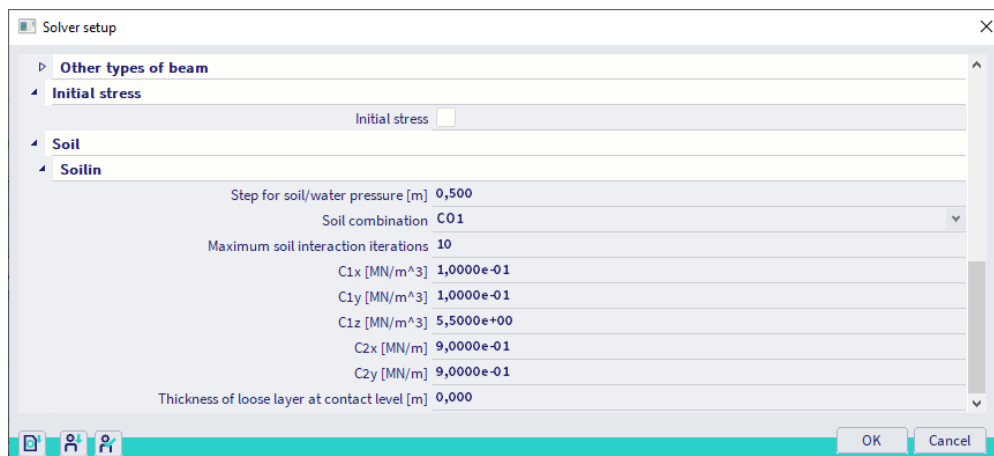 Solver setup
Other types of beam
Initial stress
Initial stress
Soil
Soilin
Step for soil/water pressure [m] 0,500
Soil combination CO1
Maximum soil interaction iterations 10
C1x [MN/m^3] 1,0000e-01
C1y [MN/m^3] 1,0000e-01
C1z [MN/m^3] 5,5000e+00
C2x [MN/m] 9,0000e-01
C2y [MN/m] 9,0000e-01
Thickness of loose layer at contact level [m] 0,000
OK Cancel